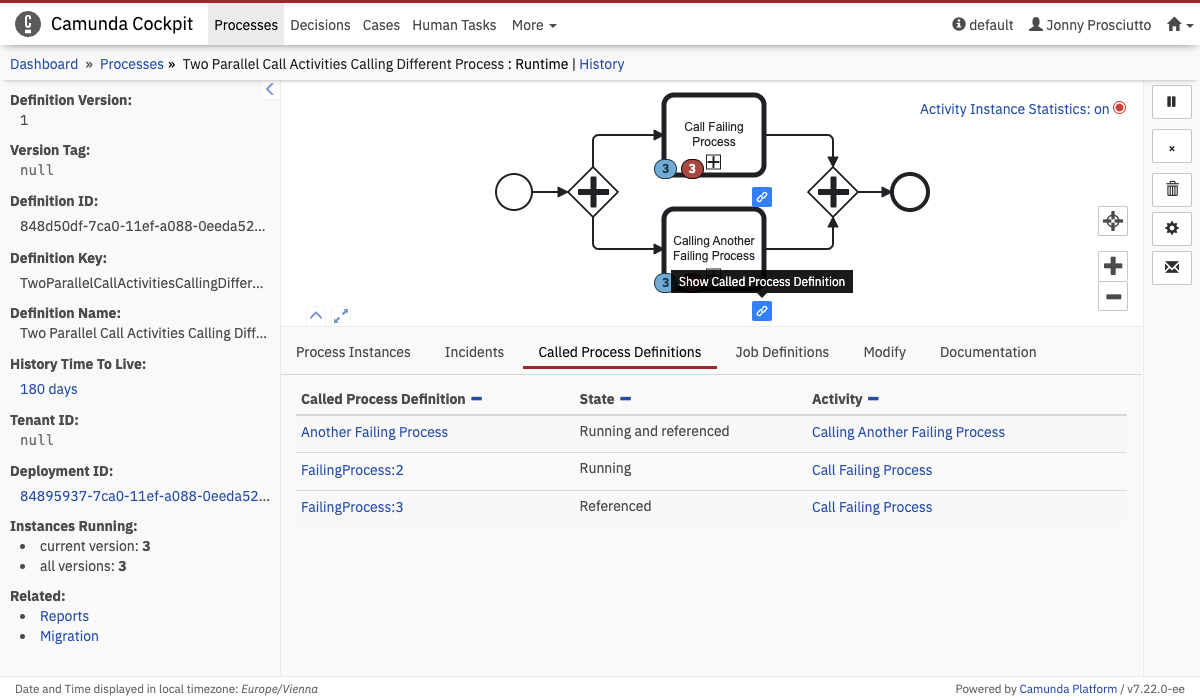 Camunda Cockpit Processes Decisions Cases Human Tasks More default Jonny Prosciutto
Dashboard » Processes » Two Parallel Call Activities Calling Different Process : Runtime | History
Definition Version:
1
Version Tag:
null
Definition ID:
848d50df-7ca0-11ef-a088-0eeda52...
Definition Key:
TwoParallelCallActivitiesCallingDiffer...
Definition Name:
Two Parallel Call Activities Calling Diff...
History Time To Live:
180 days
Tenant ID:
null
Deployment ID:
84895937-7ca0-11ef-a088-0eeda52...
Instances Running:
current version: 3
all versions: 3
Related:
Reports
Migration
Activity Instance Statistics: on
Call Failing
Process
3 3
Calling Another
Failing Process
3
Show Called Process Definition
Process Instances Incidents Called Process Definitions Job Definitions Modify Documentation
Called Process Definition State Activity
Another Failing Process Running and referenced Calling Another Failing Process
FailingProcess:2 Running Call Failing Process
FailingProcess:3 Referenced Call Failing Process
Date and Time displayed in local timezone: Europe/Vienna Powered by Camunda Platform / v7.22.0-ee